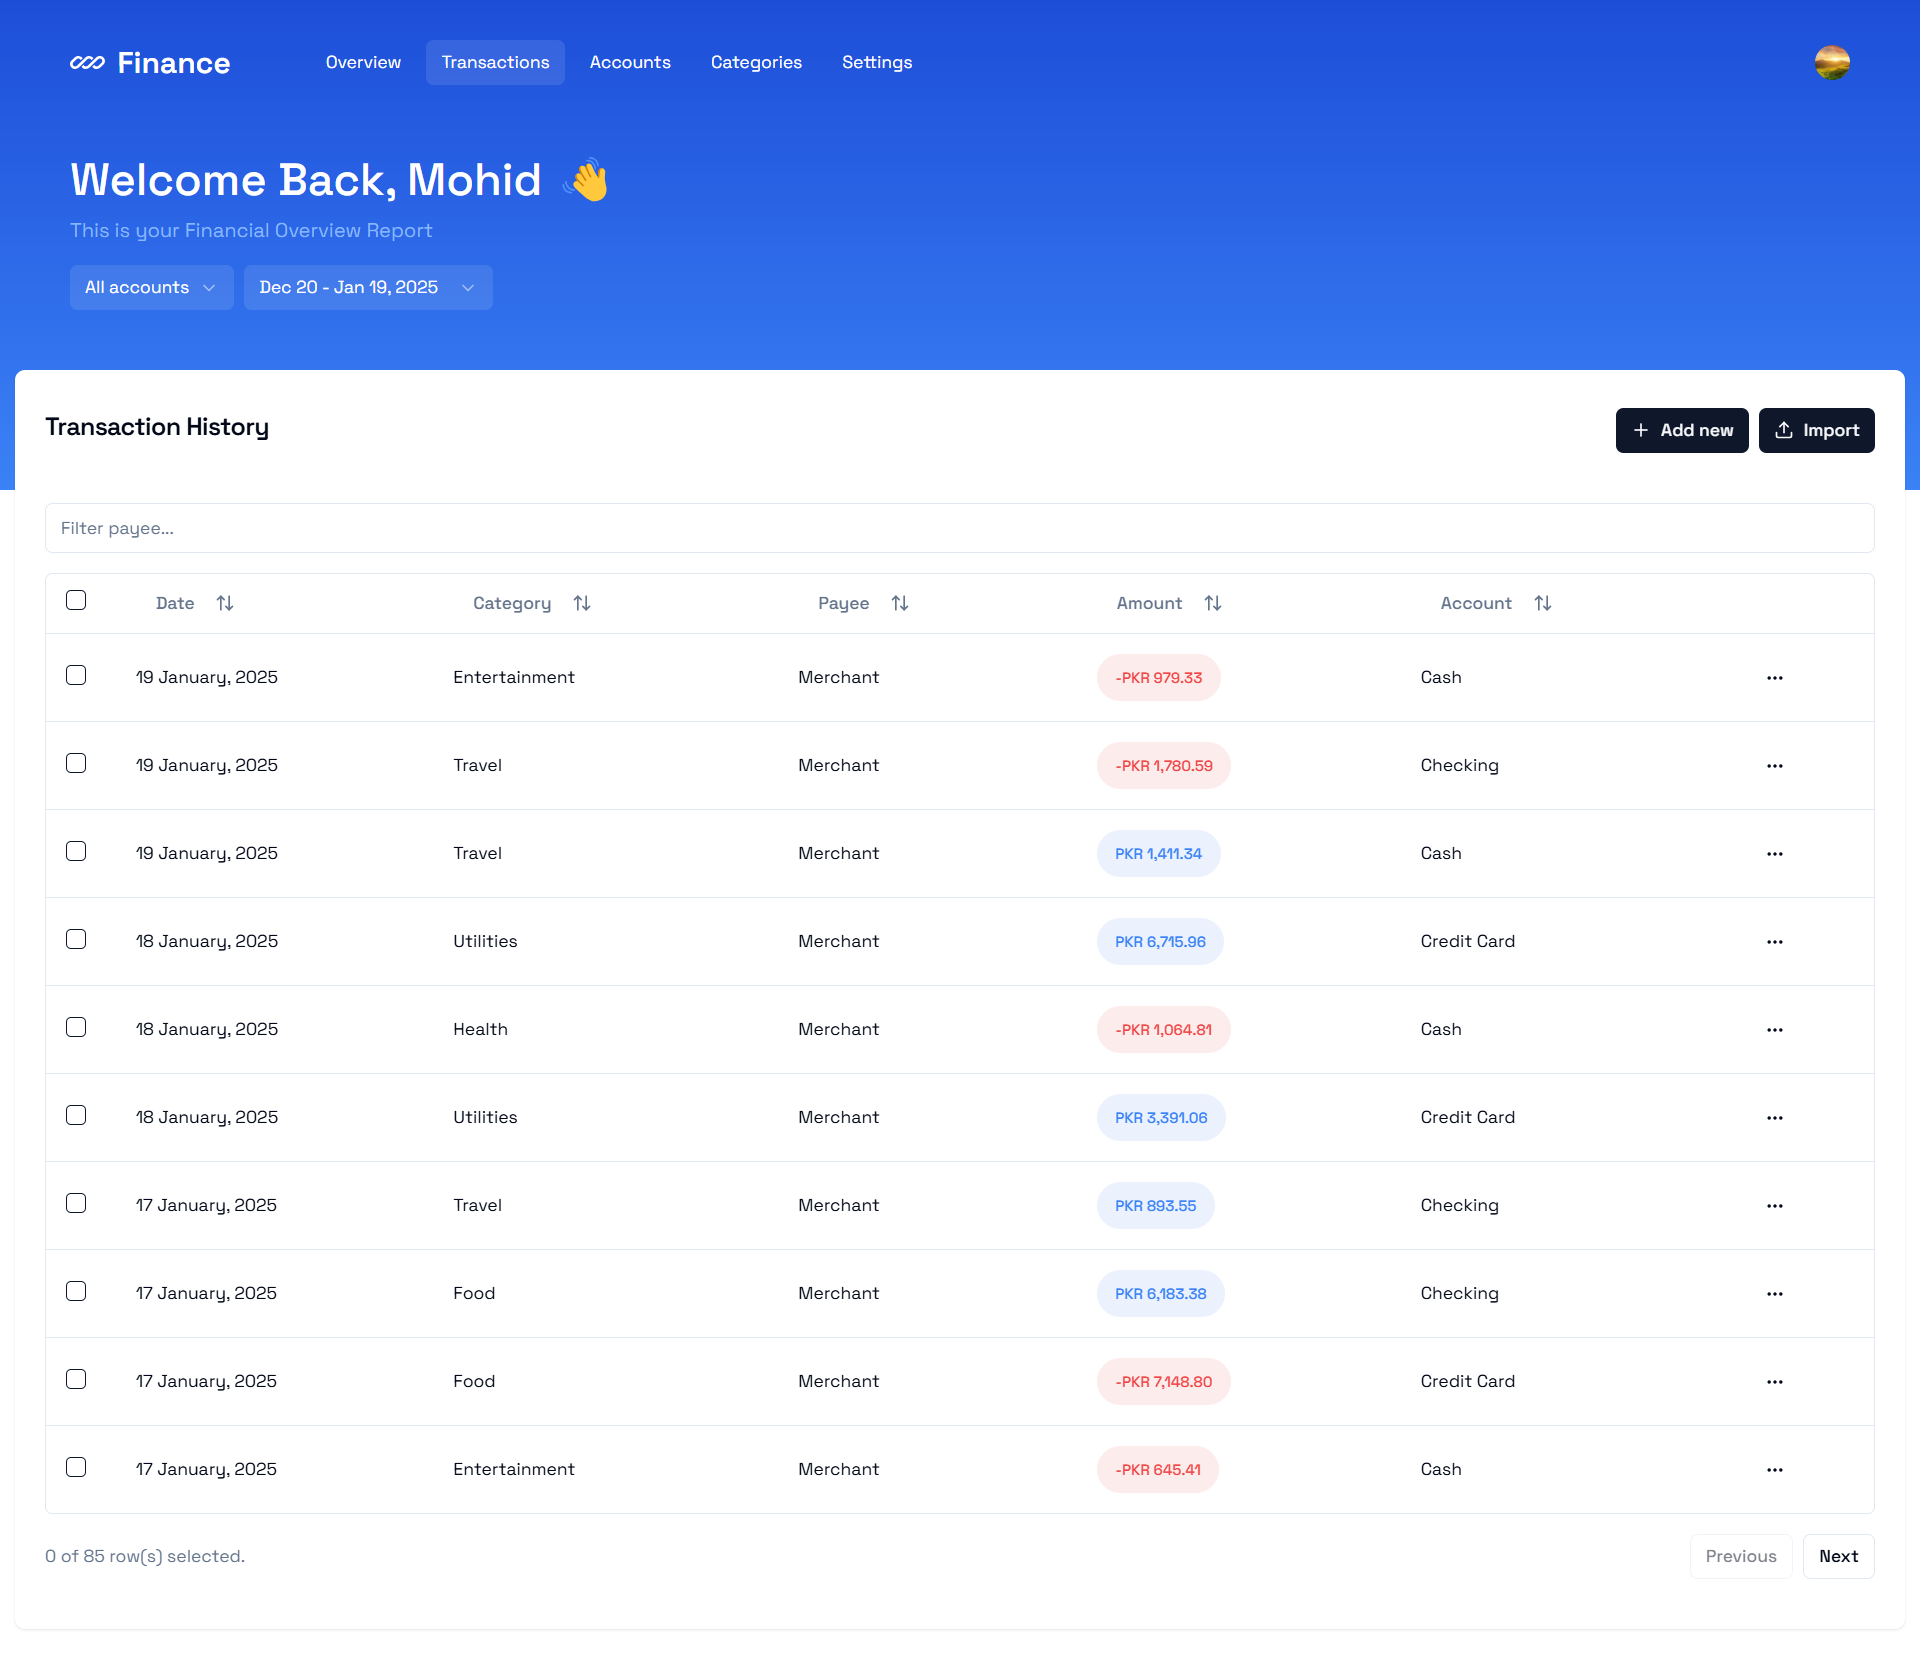 Finance Overview Transactions Accounts Categories Settings
Welcome Back, Mohid 👋
This is your Financial Overview Report
All accounts Dec 20 - Jan 19, 2025
Transaction History
Add new Import
Filter payee...
Date Category Payee Amount Account
19 January, 2025 Entertainment Merchant -PKR 979.33 Cash
19 January, 2025 Travel Merchant -PKR 1,780.59 Checking
19 January, 2025 Travel Merchant PKR 1,411.34 Cash
18 January, 2025 Utilities Merchant PKR 6,715.96 Credit Card
18 January, 2025 Health Merchant -PKR 1,064.81 Cash
18 January, 2025 Utilities Merchant PKR 3,391.06 Credit Card
17 January, 2025 Travel Merchant PKR 893.55 Checking
17 January, 2025 Food Merchant PKR 6,183.38 Checking
17 January, 2025 Food Merchant -PKR 7,148.80 Credit Card
17 January, 2025 Entertainment Merchant -PKR 645.41 Cash
0 of 85 row(s) selected. Previous Next